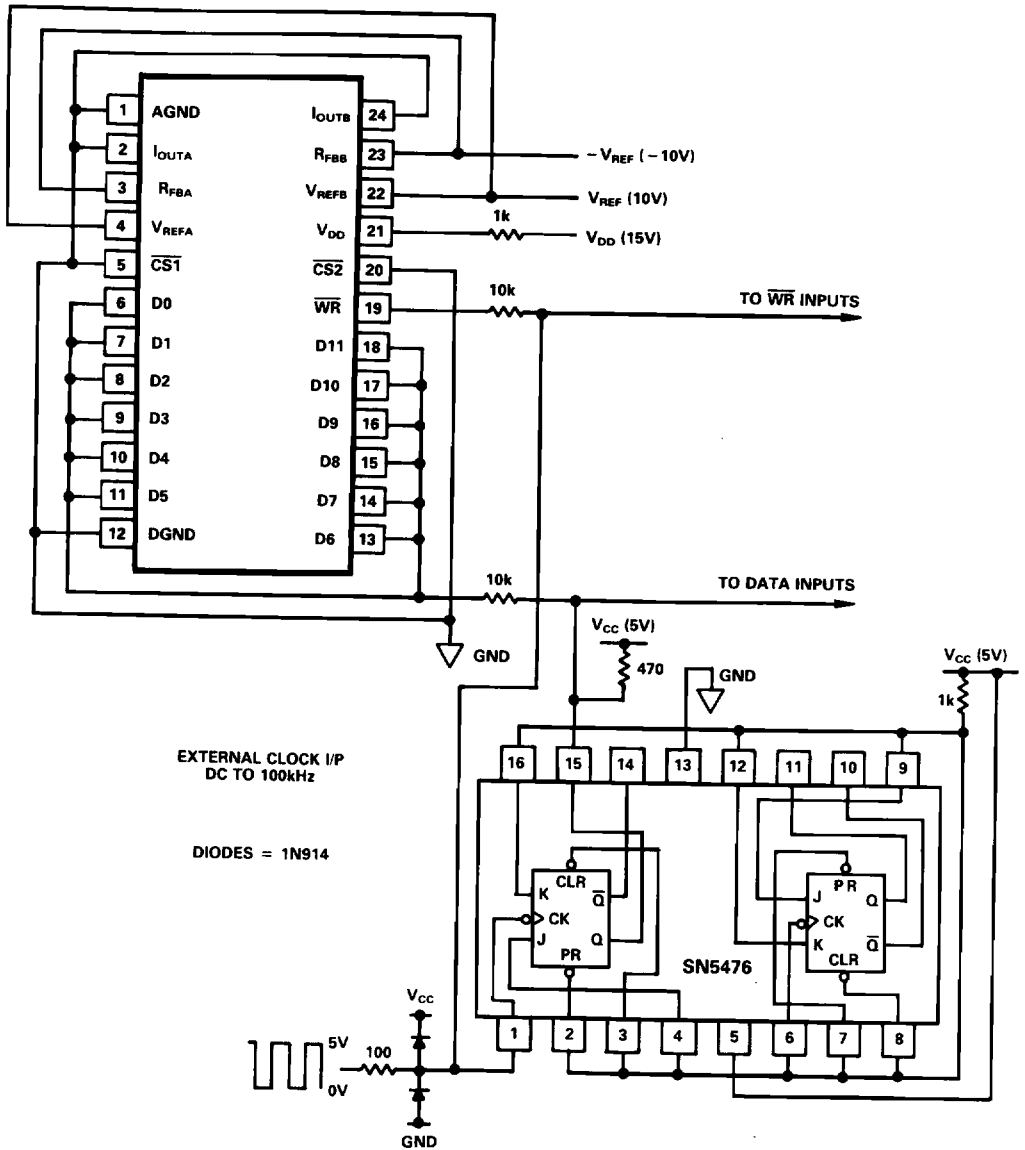 1 AGND
2 IOUTA
3 RFBA
4 VREFA
5 CS1
6 D0
7 D1
8 D2
9 D3
10 D4
11 D5
12 DGND
IOUTB 24
RFBB 23
VREFB 22
VDD 21
CS2 20
WR 19
D11 18
D10 17
D9 16
D8 15
D7 14
D6 13
−VREF (−10V)
VREF (10V)
1k
VDD (15V)
10k
TO WR INPUTS
10k
TO DATA INPUTS
GND
VCC (5V)
470
GND
VCC (5V)
1k
EXTERNAL CLOCK I/P
DC TO 100kHz
DIODES = 1N914
16 15 14 13 12 11 10 9
CLR
K Q
CK
J Q
PR
PR
J Q
CK
K Q
CLR
SN5476
1 2 3 4 5 6 7 8
VCC
5V
0V
100
GND